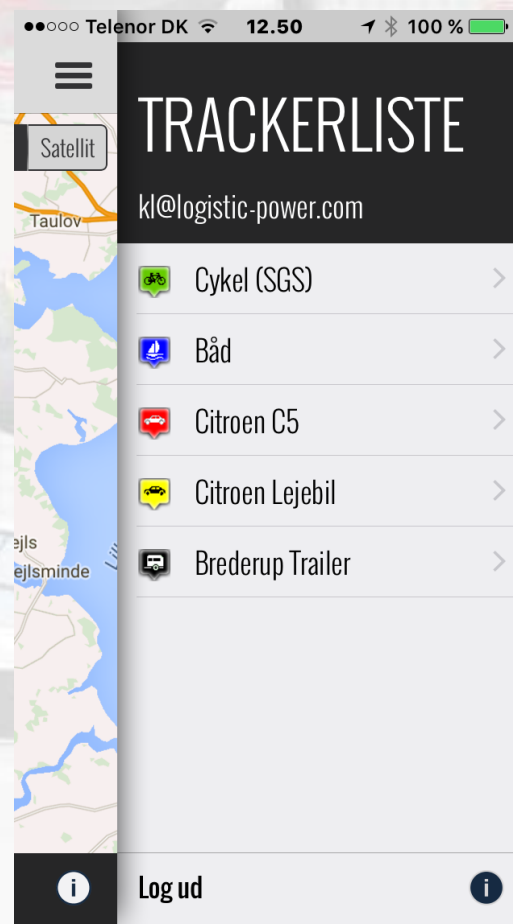 Telenor DK 12.50 100 %
Satellit
Taulov
ejls
ejlsminde
Lill
TRACKERLISTE
kl@logistic-power.com
Cykel (SGS)
Båd
Citroen C5
Citroen Lejebil
Brederup Trailer
i
Log ud
i